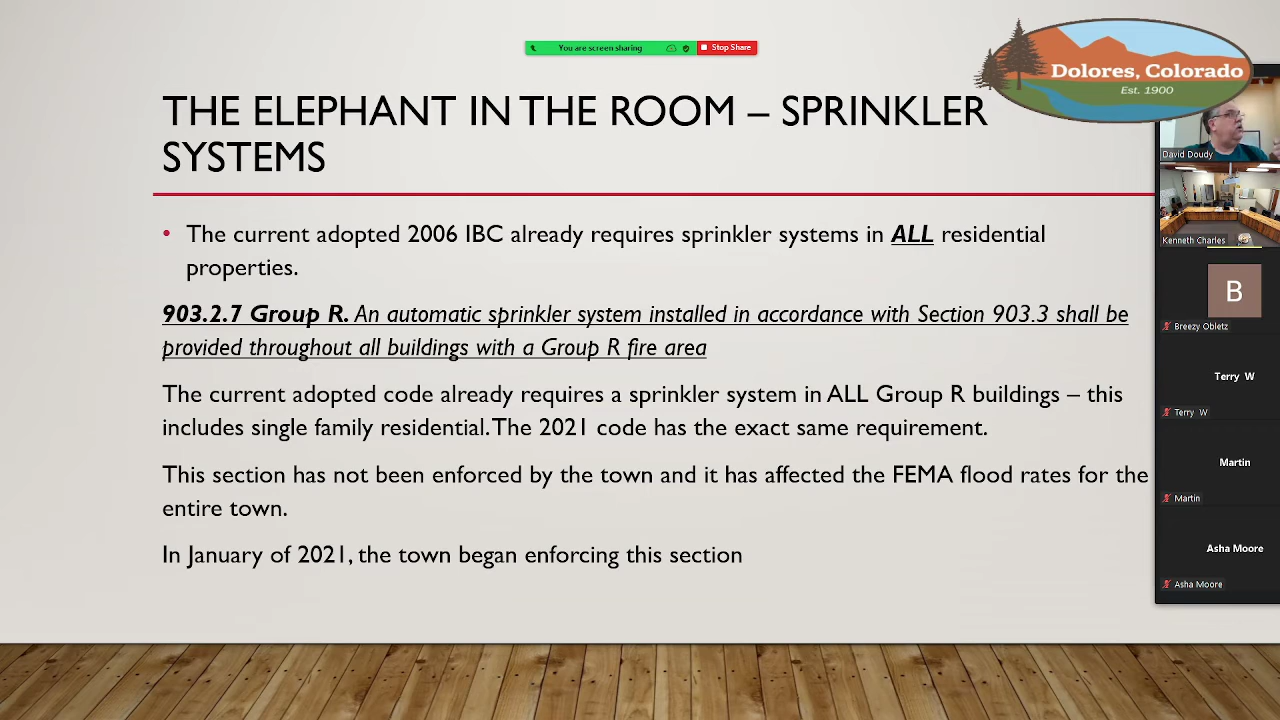 You are screen sharing
Stop Share
Dolores, Colorado
Est. 1900
THE ELEPHANT IN THE ROOM – SPRINKLER
SYSTEMS
• The current adopted 2006 IBC already requires sprinkler systems in ALL residential
properties.
903.2.7 Group R. An automatic sprinkler system installed in accordance with Section 903.3 shall be
provided throughout all buildings with a Group R fire area
The current adopted code already requires a sprinkler system in ALL Group R buildings – this
includes single family residential. The 2021 code has the exact same requirement.
This section has not been enforced by the town and it has affected the FEMA flood rates for the
entire town.
In January of 2021, the town began enforcing this section
David Doudy
Kenneth Charles
B
Breezy Obletz
Terry W
Terry W
Martin
Martin
Asha Moore
Asha Moore